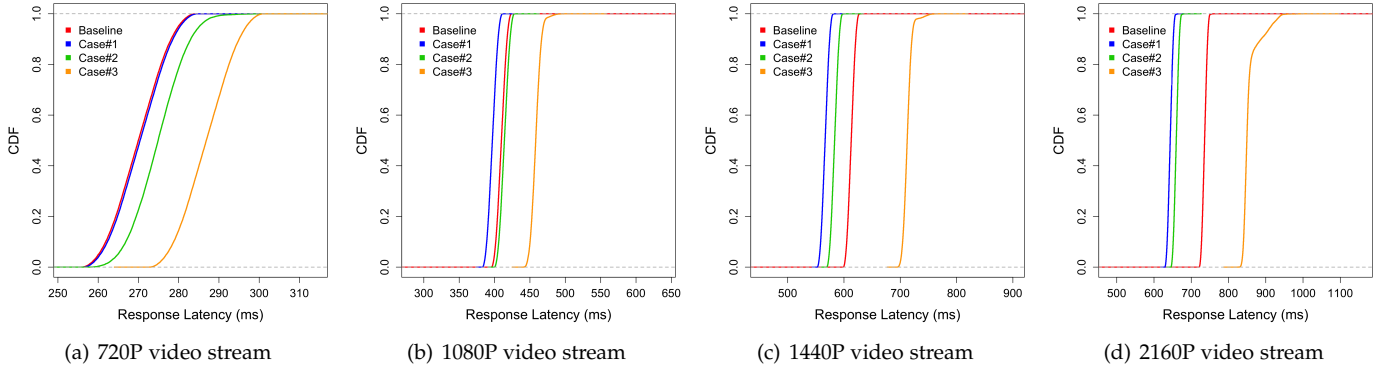 CDF
0.0 0.2 0.4 0.6 0.8 1.0
Baseline
Case#1
Case#2
Case#3
250 260 270 280 290 300 310
Response Latency (ms)
(a) 720P video stream
CDF
0.0 0.2 0.4 0.6 0.8 1.0
Baseline
Case#1
Case#2
Case#3
300 350 400 450 500 550 600 650
Response Latency (ms)
(b) 1080P video stream
CDF
0.0 0.2 0.4 0.6 0.8 1.0
Baseline
Case#1
Case#2
Case#3
500 600 700 800 900
Response Latency (ms)
(c) 1440P video stream
CDF
0.0 0.2 0.4 0.6 0.8 1.0
Baseline
Case#1
Case#2
Case#3
500 600 700 800 900 1000 1100
Response Latency (ms)
(d) 2160P video stream